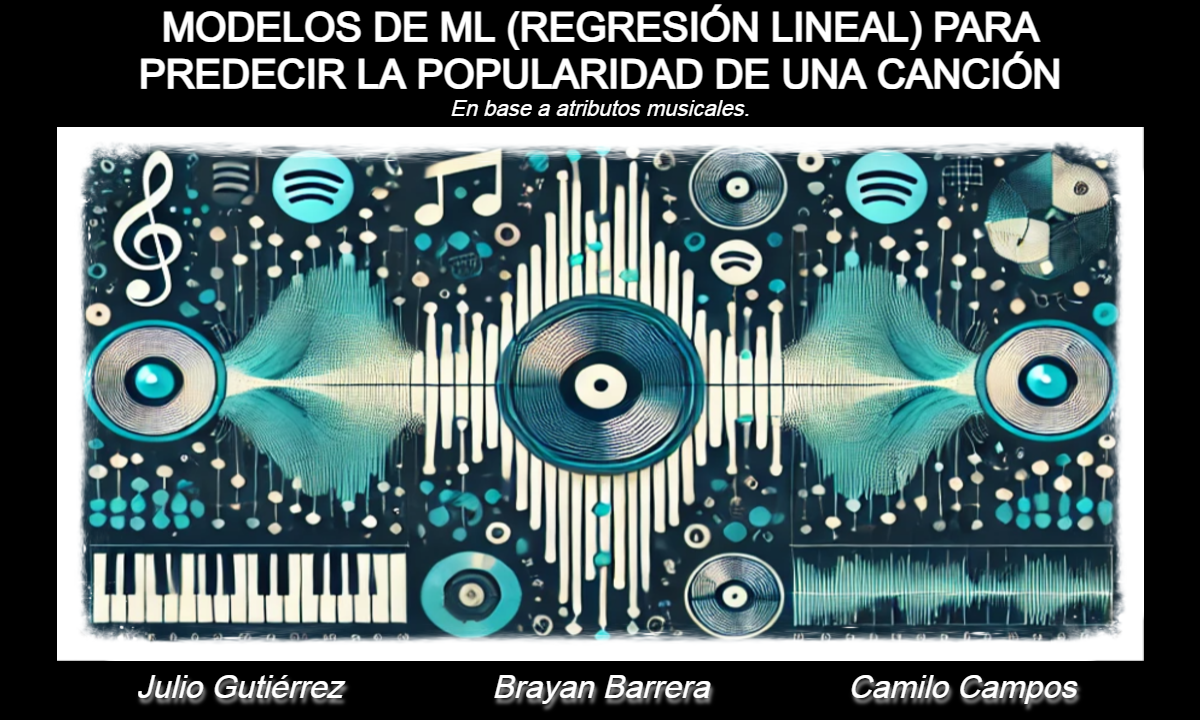 MODELOS DE ML (REGRESIÓN LINEAL) PARA
PREDECIR LA POPULARIDAD DE UNA CANCIÓN
En base a atributos musicales.
Julio Gutiérrez
Brayan Barrera
Camilo Campos